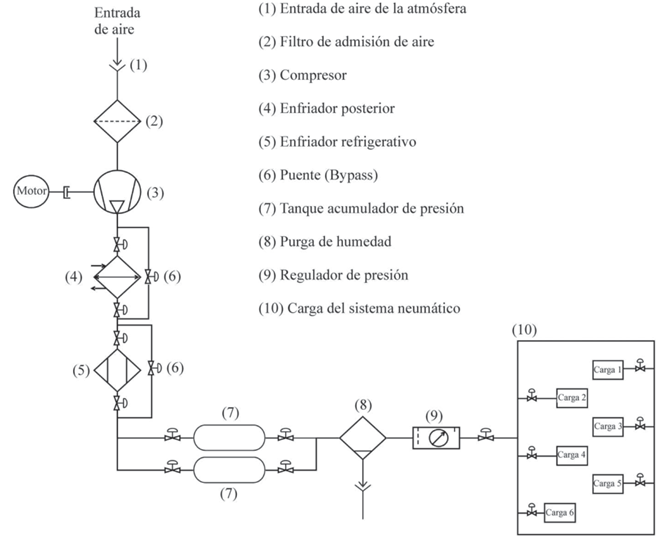 Entrada
de aire
(1)
(2)
Motor
(3)
(4)
(6)
(5)
(6)
(7)
(7)
(8)
(9)
(10)
Carga 1
Carga 2
Carga 3
Carga 4
Carga 5
Carga 6
(1) Entrada de aire de la atmósfera
(2) Filtro de admisión de aire
(3) Compresor
(4) Enfriador posterior
(5) Enfriador refrigerativo
(6) Puente (Bypass)
(7) Tanque acumulador de presión
(8) Purga de humedad
(9) Regulador de presión
(10) Carga del sistema neumático